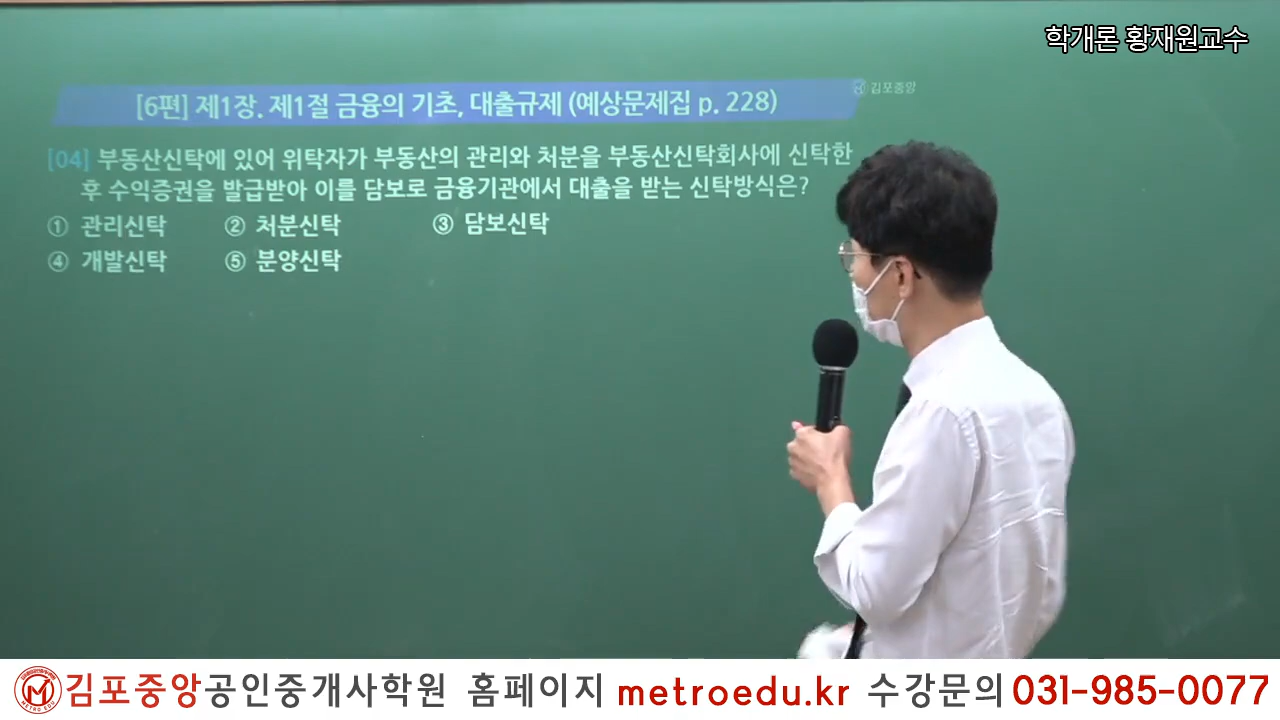 학개론 황재원교수
[6편] 제1장. 제1절 금융의 기초, 대출규제 (예상문제집 p. 228)
김포중앙
[04] 부동산신탁에 있어 위탁자가 부동산의 관리와 처분을 부동산신탁회사에 신탁한
후 수익증권을 발급받아 이를 담보로 금융기관에서 대출을 받는 신탁방식은?
① 관리신탁 ② 처분신탁 ③ 담보신탁
④ 개발신탁 ⑤ 분양신탁
METRO EDU 김포중앙공인중개사학원 홈페이지 metroedu.kr 수강문의 031-985-0077